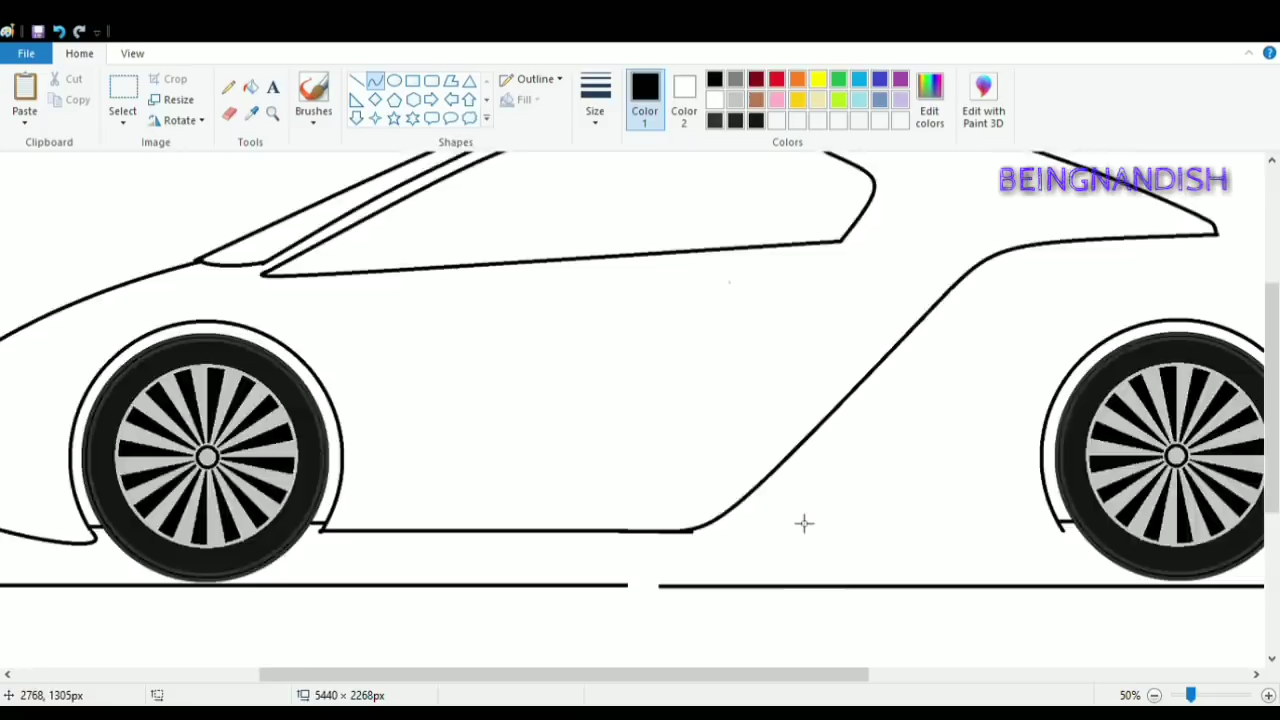 File Home View
Paste
Cut
Copy
Clipboard
Select
Crop
Resize
Rotate
Image
A
Tools
Brushes
Shapes
Outline
Fill
Size
Color 1
Color 2
Edit colors
Colors
Edit with Paint 3D
BEINGNANDISH
2768, 1305px
5440 × 2268px
50%